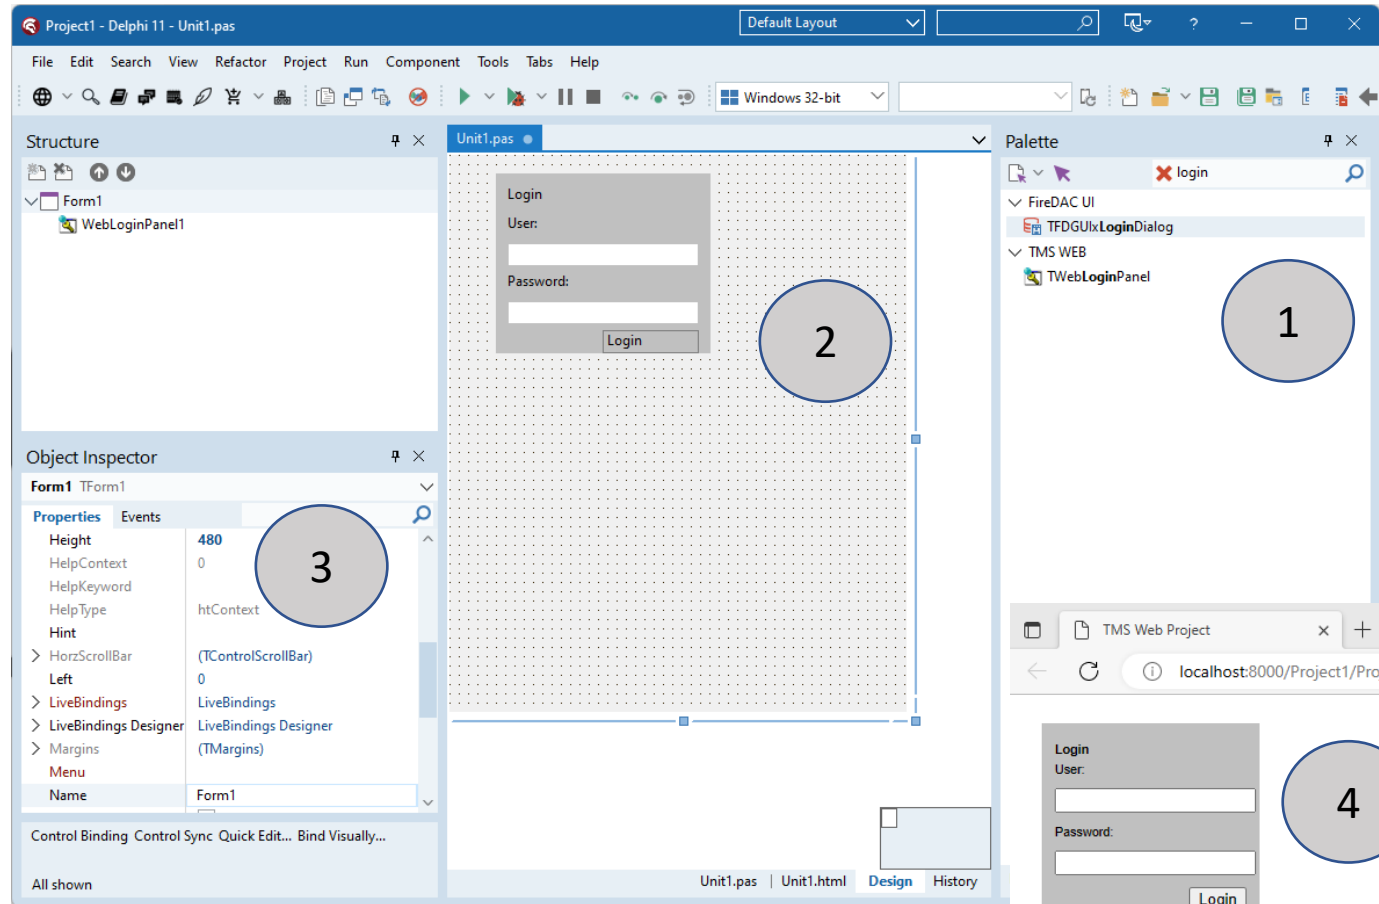 Project1 - Delphi 11 - Unit1.pas
Default Layout
?
File Edit Search View Refactor Project Run Component Tools Tabs Help
Windows 32-bit
Structure
Form1
WebLoginPanel1
Object Inspector
Form1 TForm1
Properties Events
Height 480
HelpContext 0
HelpKeyword
HelpType htContext
Hint
HorzScrollBar (TControlScrollBar)
Left 0
LiveBindings LiveBindings
LiveBindings Designer LiveBindings Designer
Margins (TMargins)
Menu
Name Form1
3
Control Binding Control Sync Quick Edit... Bind Visually...
All shown
Unit1.pas
Login
User:
Password:
Login
2
Unit1.pas | Unit1.html Design History
Palette
login
FireDAC UI
TFDGUIxLoginDialog
TMS WEB
TWebLoginPanel
1
TMS Web Project
localhost:8000/Project1/Pro
Login
User:
Password:
Login
4